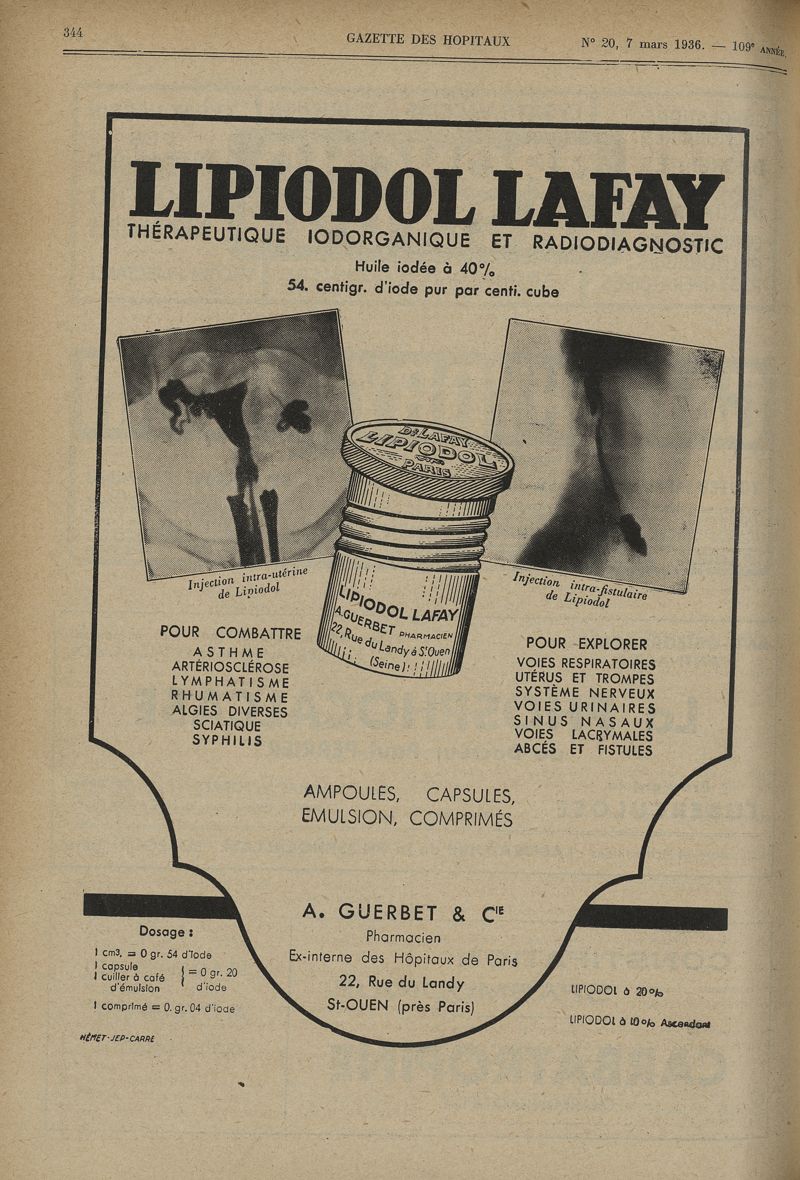 344
GAZETTE DES HOPITAUX
N° 20, 7 mars 1936. — 109e ANNÉE.
LIPIODOL LAFAY
THÉRAPEUTIQUE IODORGANIQUE ET RADIODIAGNOSTIC
Huile iodée à 40%
54. centigr. d'iode pur par centi. cube
Dr LAFAY
LIPIODOL
PARIS
LIPIODOL LAFAY
A. GUERBET PHARMACIEN
22, Rue du Landy à St Ouen
(Seine)
Injection intra-utérine
de Lipiodol
Injection intra-fistulaire
de Lipiodol
POUR COMBATTRE
ASTHME
ARTÉRIOSCLÉROSE
LYMPHATISME
RHUMATISME
ALGIES DIVERSES
SCIATIQUE
SYPHILIS
POUR EXPLORER
VOIES RESPIRATOIRES
UTÉRUS ET TROMPES
SYSTÈME NERVEUX
VOIES URINAIRES
SINUS NASAUX
VOIES LACRYMALES
ABCÉS ET FISTULES
AMPOULES, CAPSULES,
EMULSION, COMPRIMÉS
A. GUERBET & CIE
Pharmacien
Ex-interne des Hôpitaux de Paris
22, Rue du Landy
St-OUEN (près Paris)
Dosage :
1 cm3. = 0 gr. 54 d'iode
1 capsule
1 cuiller à café
d'émulsion
= 0 gr. 20
d'iode
1 comprimé = 0. gr. 04 d'iode
HÉMET-JEP-CARRÉ
LIPIODOL à 20%
LIPIODOL à 10% Ascendant